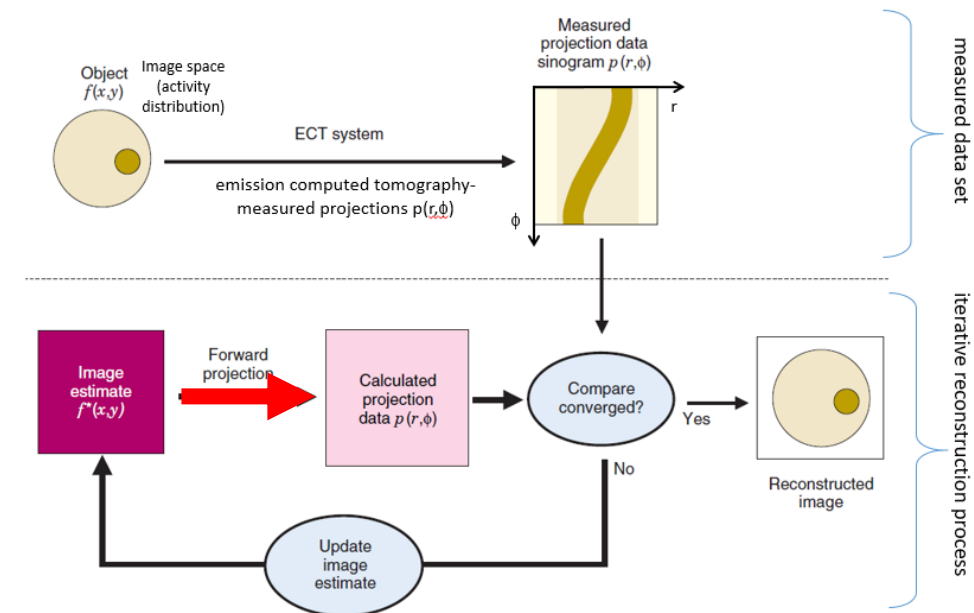 Measured
projection data
sinogram p(r,ϕ)
Object
f(x,y)
Image space
(activity
distribution)
r
ECT system
emission computed tomography-
measured projections p(r,ϕ)
ϕ
measured data set
Image
estimate
f*(x,y)
Forward
projection
Calculated
projection
data p(r,ϕ)
Compare
converged?
Yes
No
Reconstructed
image
Update
image
estimate
iterative reconstruction process